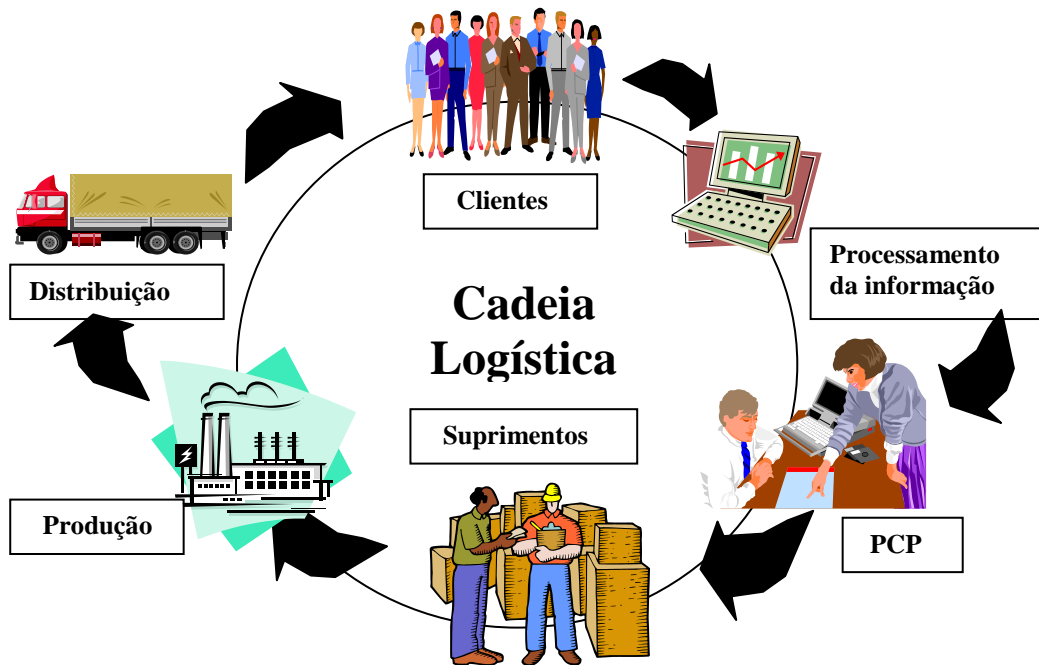 Clientes
Processamento
da informação
Distribuição
Cadeia
Logística
Suprimentos
Produção
PCP